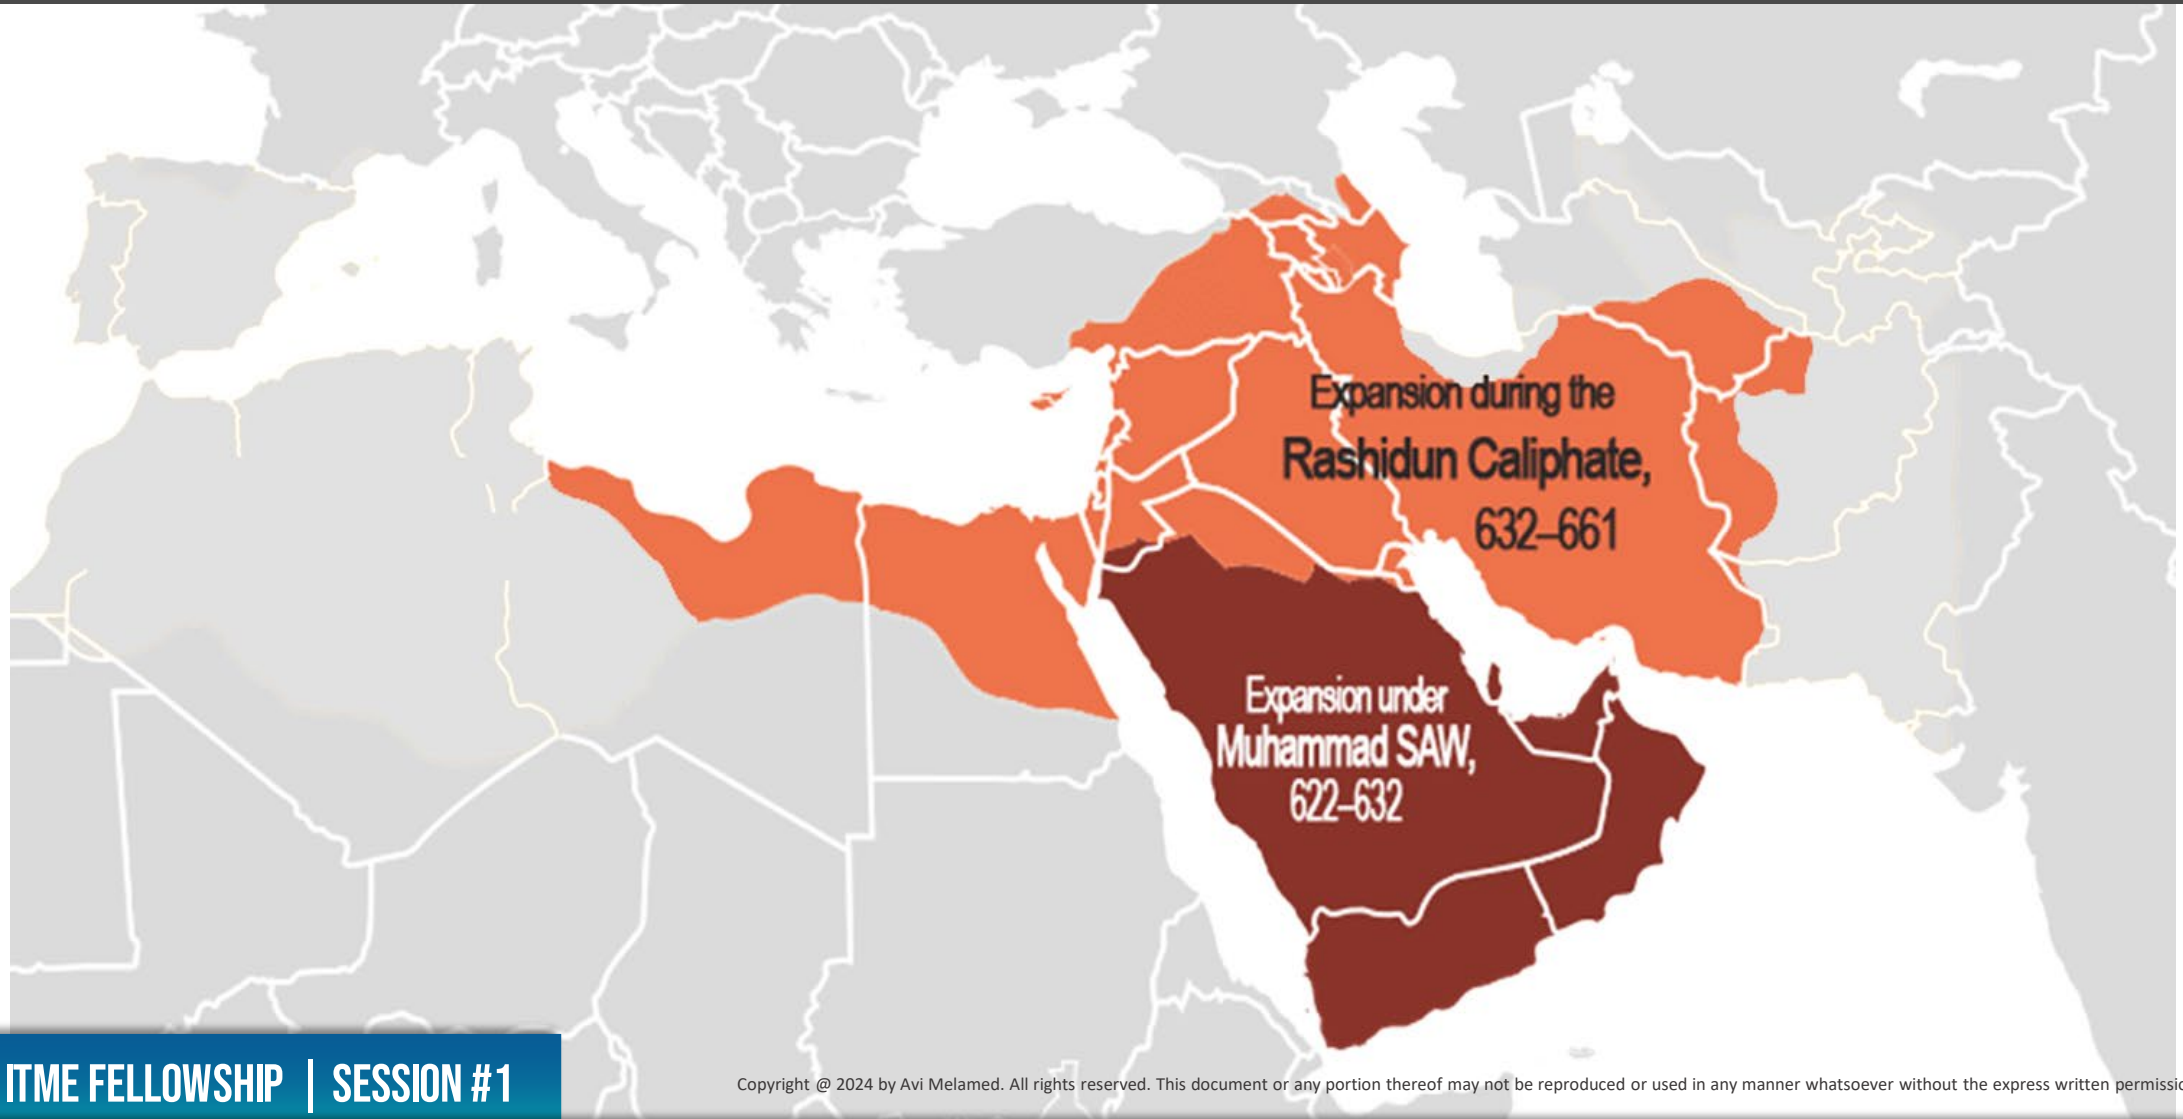 Expansion during the
Rashidun Caliphate,
632–661
Expansion under
Muhammad SAW,
622–632
ITME FELLOWSHIP | SESSION #1
Copyright @ 2024 by Avi Melamed. All rights reserved. This document or any portion thereof may not be reproduced or used in any manner whatsoever without the express written permissi